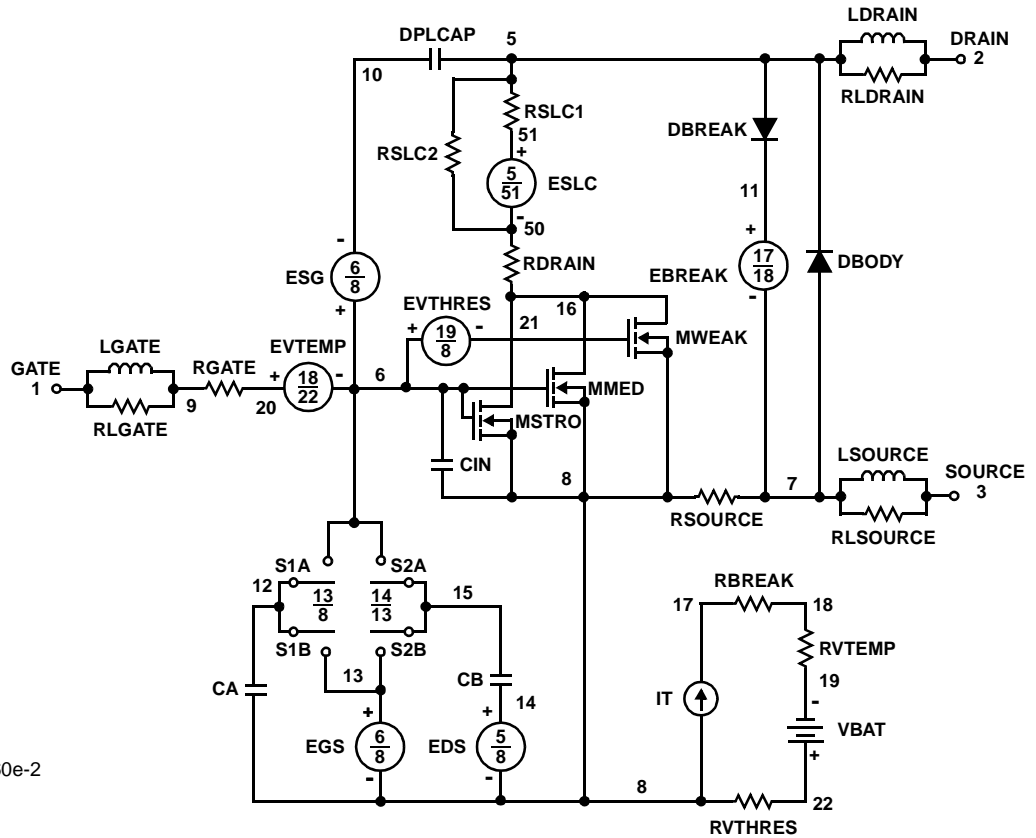 LDRAIN
DPLCAP
5
DRAIN
2
10
RLDRAIN
RSLC1
51
DBREAK
RSLC2
+
5
51
ESLC
11
-
50
-
+
17
18
EBREAK
-
DBODY
RDRAIN
ESG
6
8
+
EVTHRES
16
21
+
19
8
-
MWEAK
LGATE
EVTEMP
GATE
1
RGATE
+
18
22
-
6
MMED
9
20
RLGATE
MSTRO
CIN
8
7
LSOURCE
SOURCE
3
RSOURCE
RLSOURCE
S1A
S2A
12
13
8
14
13
15
RBREAK
17
18
S1B
S2B
RVTEMP
13
CB
19
CA
14
IT
-
+
+
VBAT
EGS
6
8
EDS
5
8
+
-
-
60e-2
8
22
RVTHRES